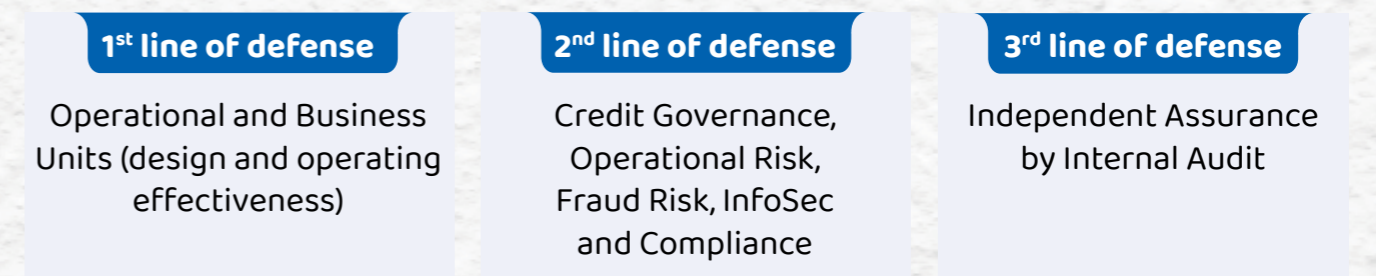 1st line of defense
Operational and Business
Units (design and operating
effectiveness)
2nd line of defense
Credit Governance,
Operational Risk,
Fraud Risk, InfoSec
and Compliance
3rd line of defense
Independent Assurance
by Internal Audit